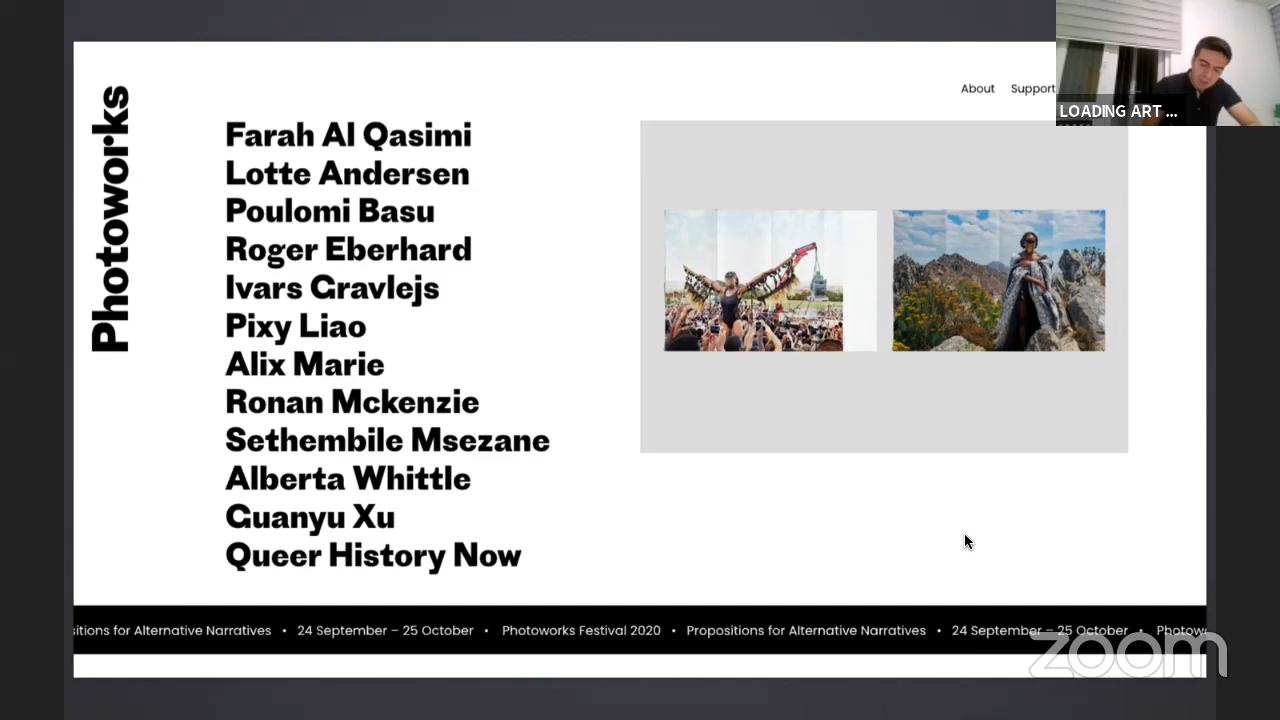 About Support
LOADING ART ...
Photoworks
Farah Al Qasimi
Lotte Andersen
Poulomi Basu
Roger Eberhard
Ivars Gravlejs
Pixy Liao
Alix Marie
Ronan Mckenzie
Sethembile Msezane
Alberta Whittle
Guanyu Xu
Queer History Now
sitions for Alternative Narratives • 24 September – 25 October • Photoworks Festival 2020 • Propositions for Alternative Narratives • 24 September – 25 October • Photow
zoom